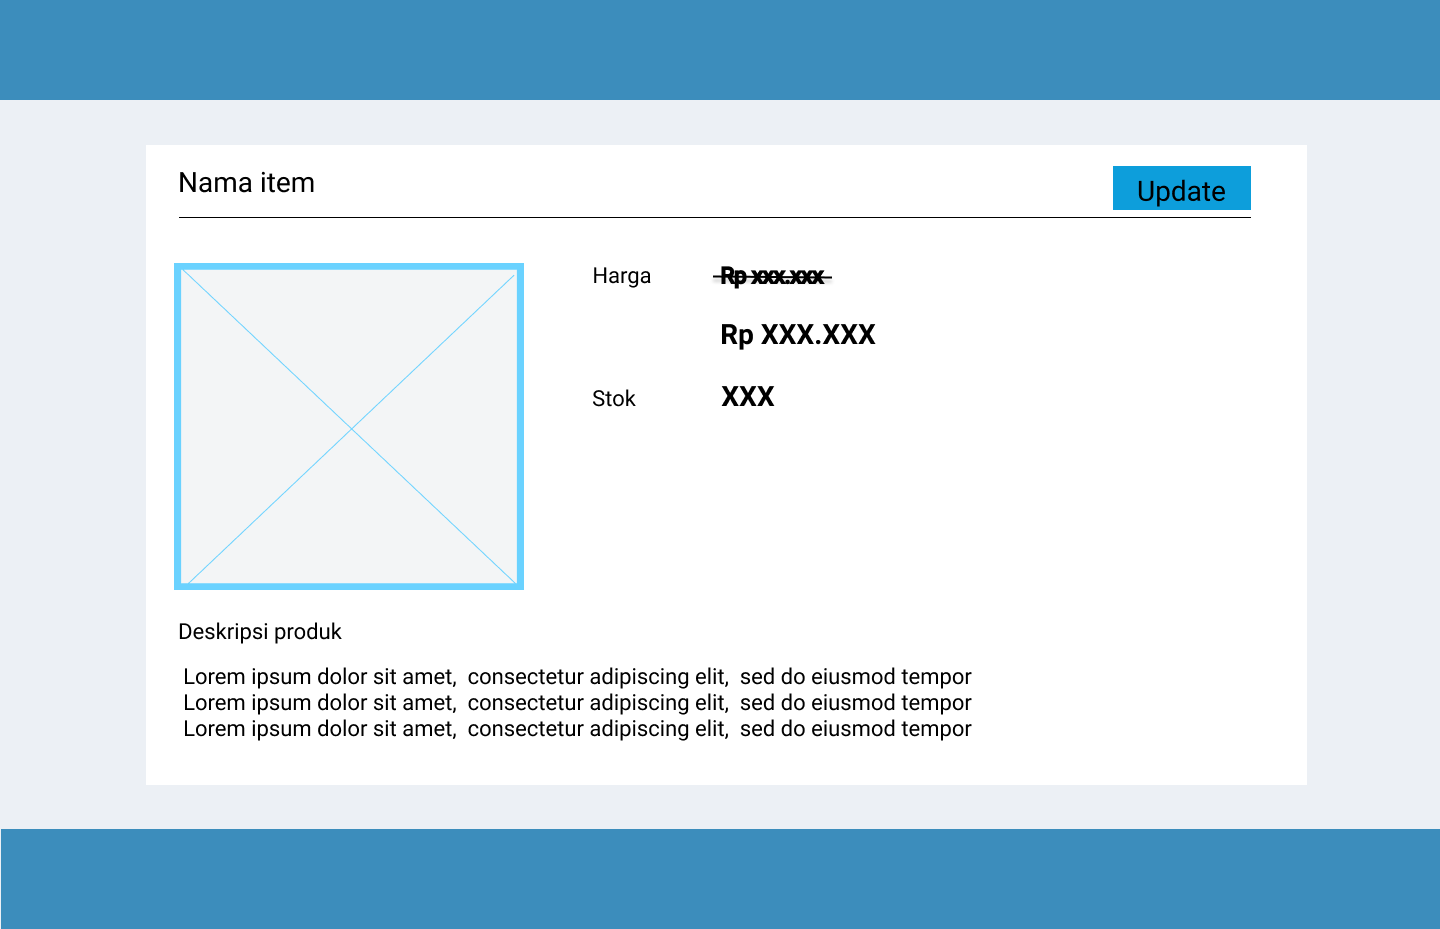 Nama item
Update
Harga
Rp xxx.xxx
Rp XXX.XXX
Stok
XXX
Deskripsi produk
Lorem ipsum dolor sit amet, consectetur adipiscing elit, sed do eiusmod tempor
Lorem ipsum dolor sit amet, consectetur adipiscing elit, sed do eiusmod tempor
Lorem ipsum dolor sit amet, consectetur adipiscing elit, sed do eiusmod tempor